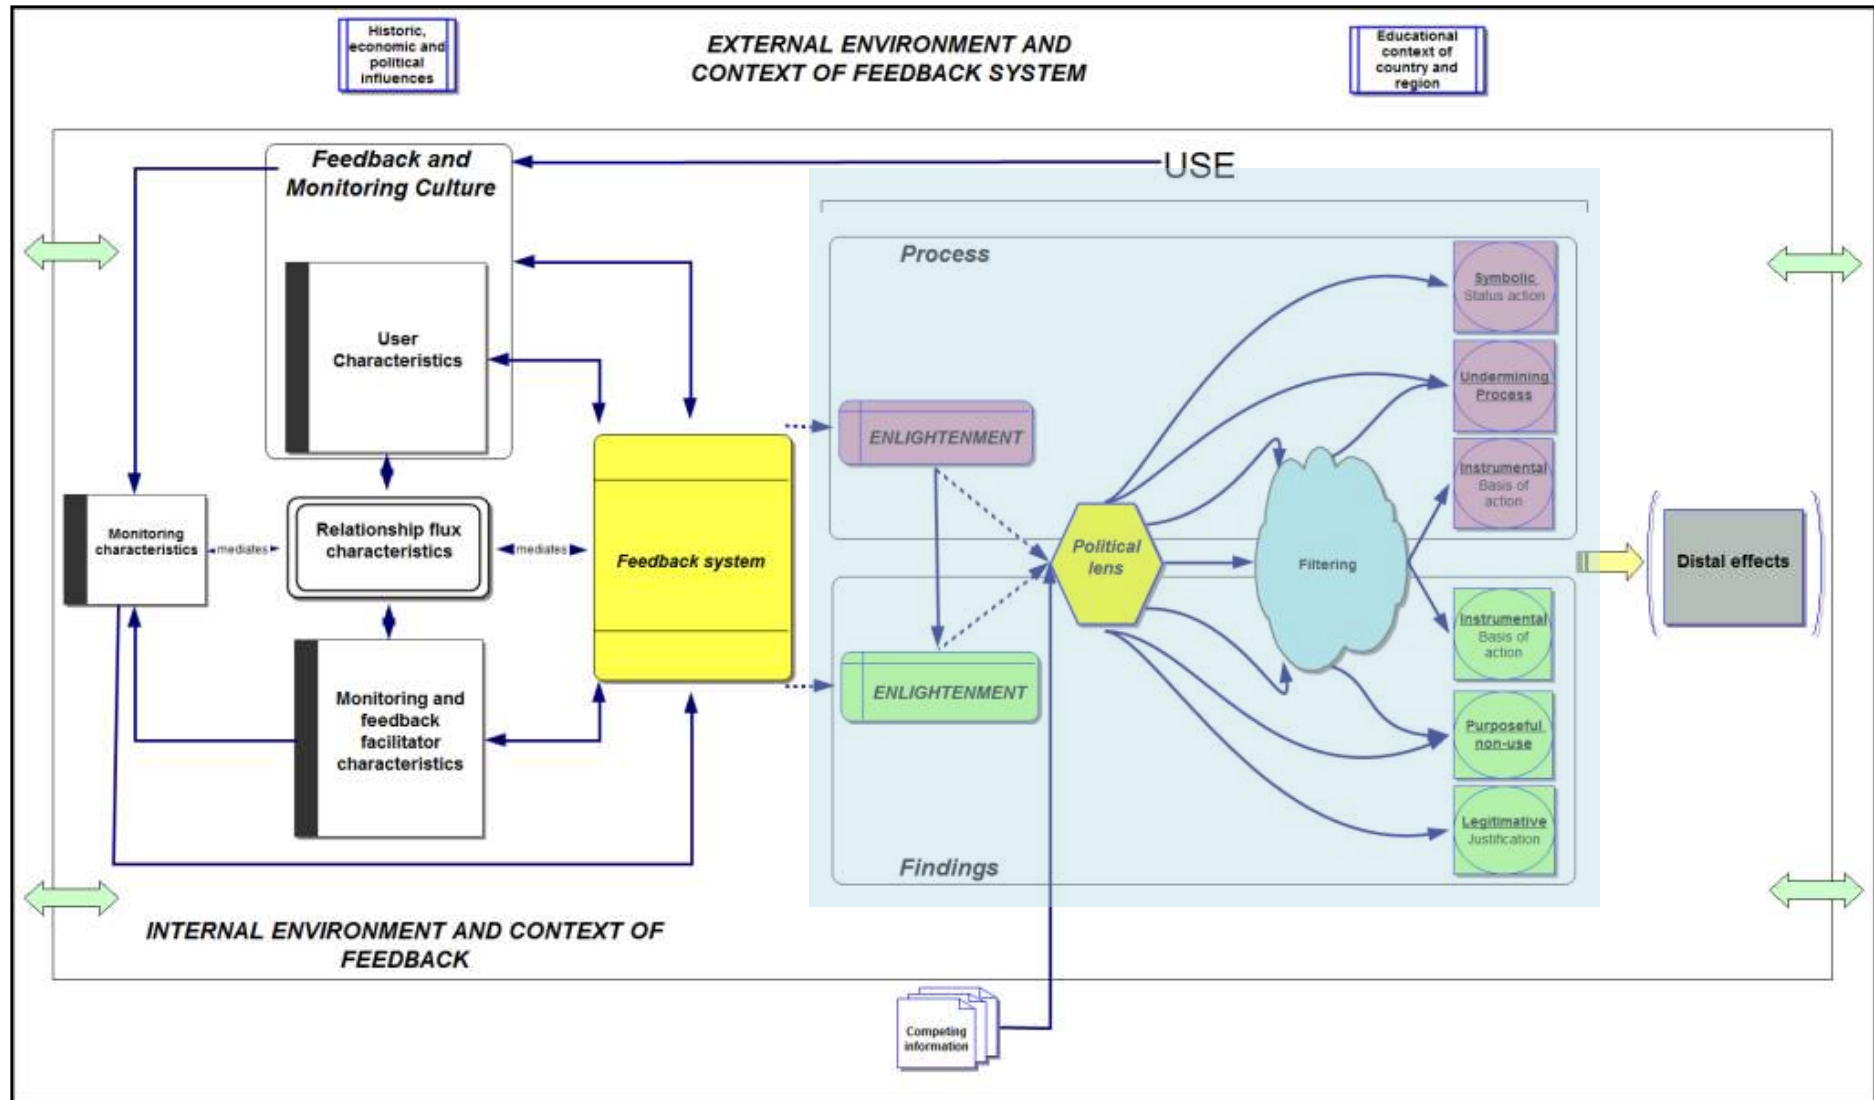 Historic,
economic and
political
influences
EXTERNAL ENVIRONMENT AND
CONTEXT OF FEEDBACK SYSTEM
Educational
context of
country and
region
Feedback and
Monitoring Culture
USE
Process
User
Characteristics
Symbolic
Status action
Undermining
Process
ENLIGHTENMENT
Instrumental
Basis of
action
Monitoring
characteristics
mediates
Relationship flux
characteristics
mediates
Feedback system
Political
lens
Filtering
Distal effects
Instrumental
Basis of
action
ENLIGHTENMENT
Monitoring and
feedback
facilitator
characteristics
Purposeful
non-use
Legitimative
Justification
Findings
INTERNAL ENVIRONMENT AND CONTEXT OF
FEEDBACK
Competing
information